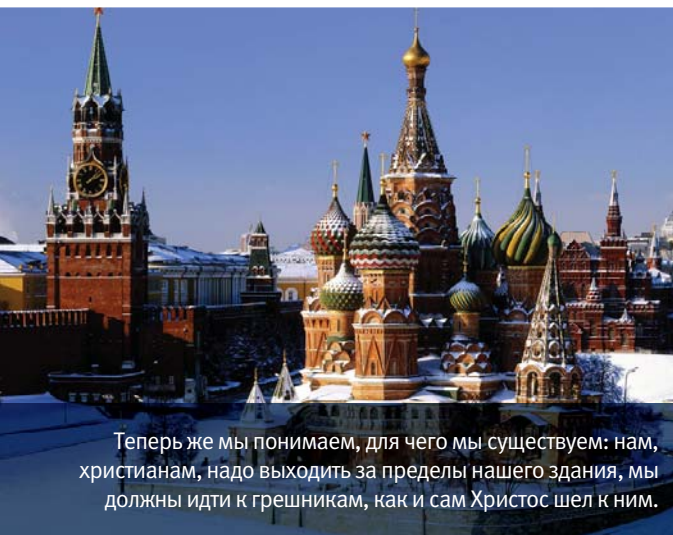 Теперь же мы понимаем, для чего мы существуем: нам,
христианам, надо выходить за пределы нашего здания, мы
должны идти к грешникам, как и сам Христос шел к ним.